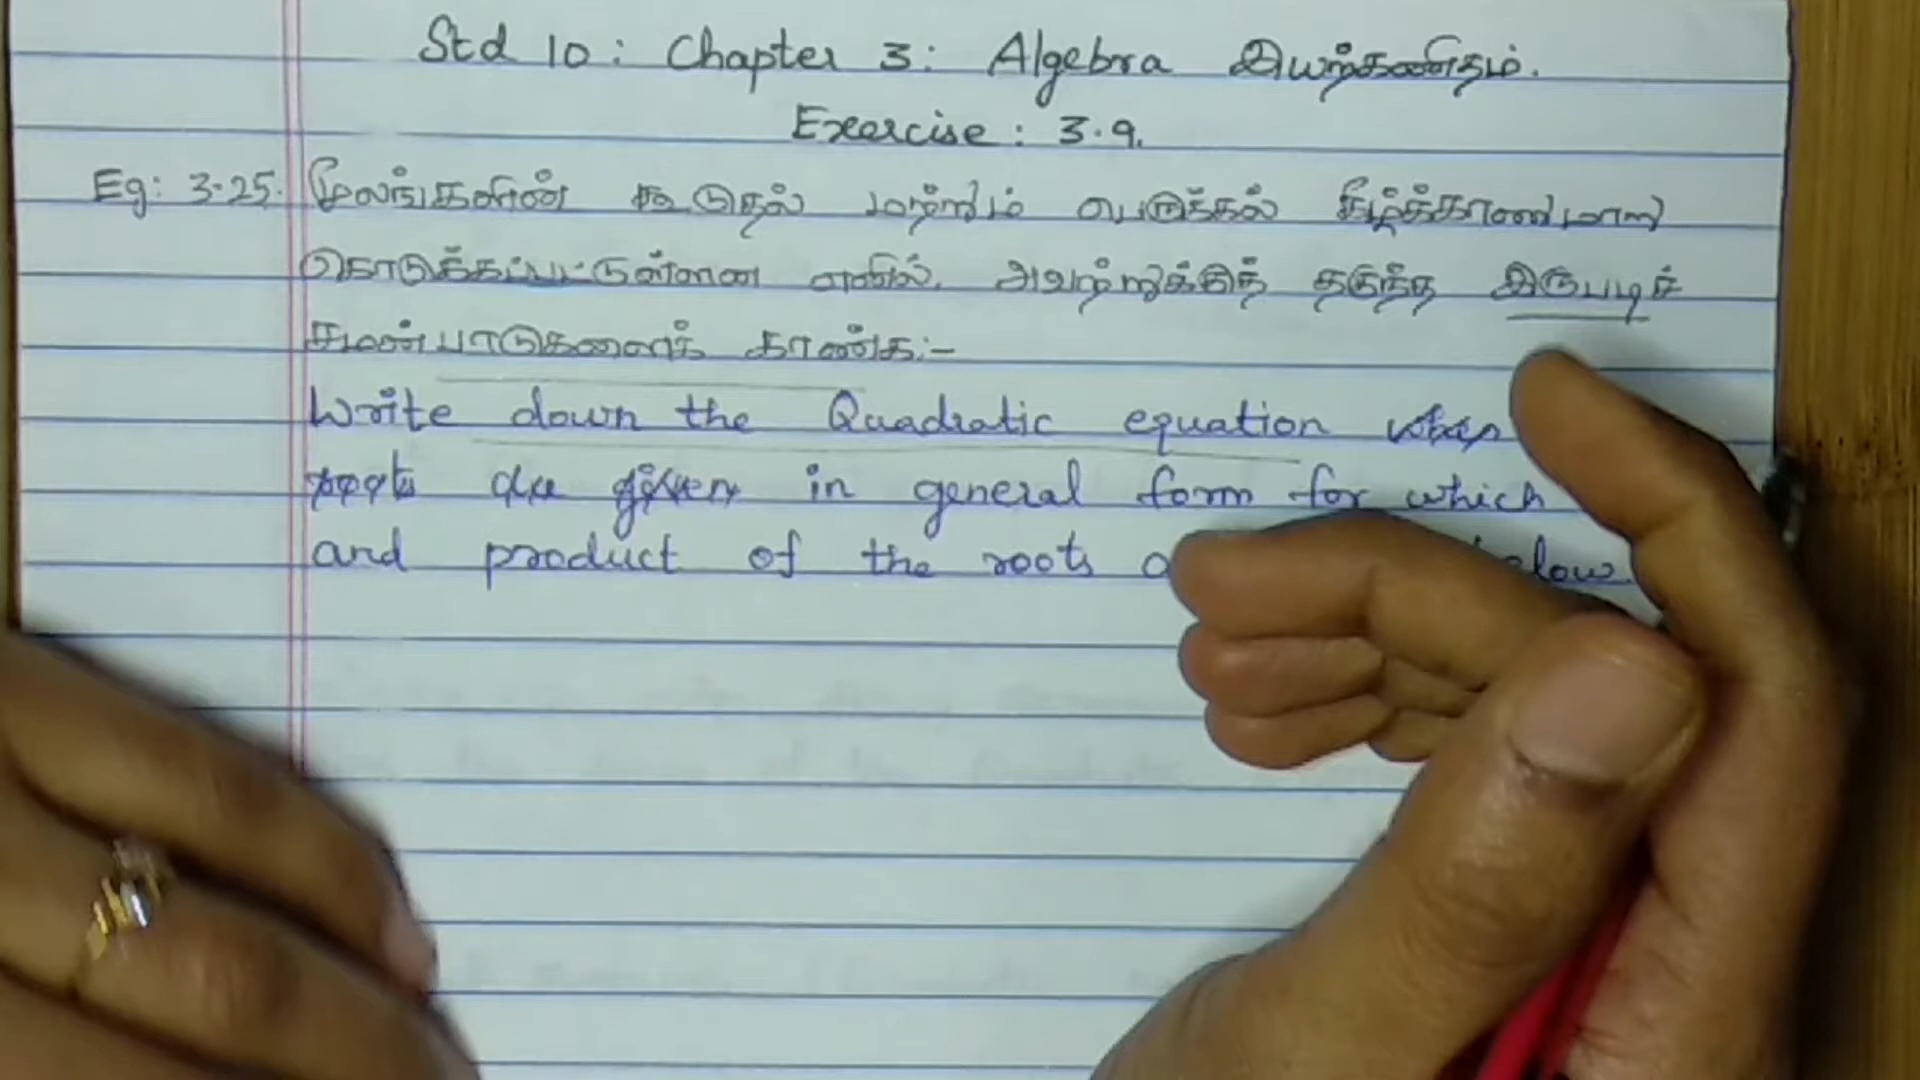 Std 10: Chapter 3: Algebra இயற்கணிதம்.
Exercise: 3.9.
Eg: 3.25. மூலங்களின் கூடுதல் மற்றும் பெருக்கல் கீழ்க்காணுமாறு
கொடுக்கப்பட்டுள்ளன எனில், அவற்றுக்குத் தகுந்த இருபடிச்
சமன்பாடுகளைக் காண்க:-
Write down the Quadratic equation when
roots are given in general form for which
and product of the roots